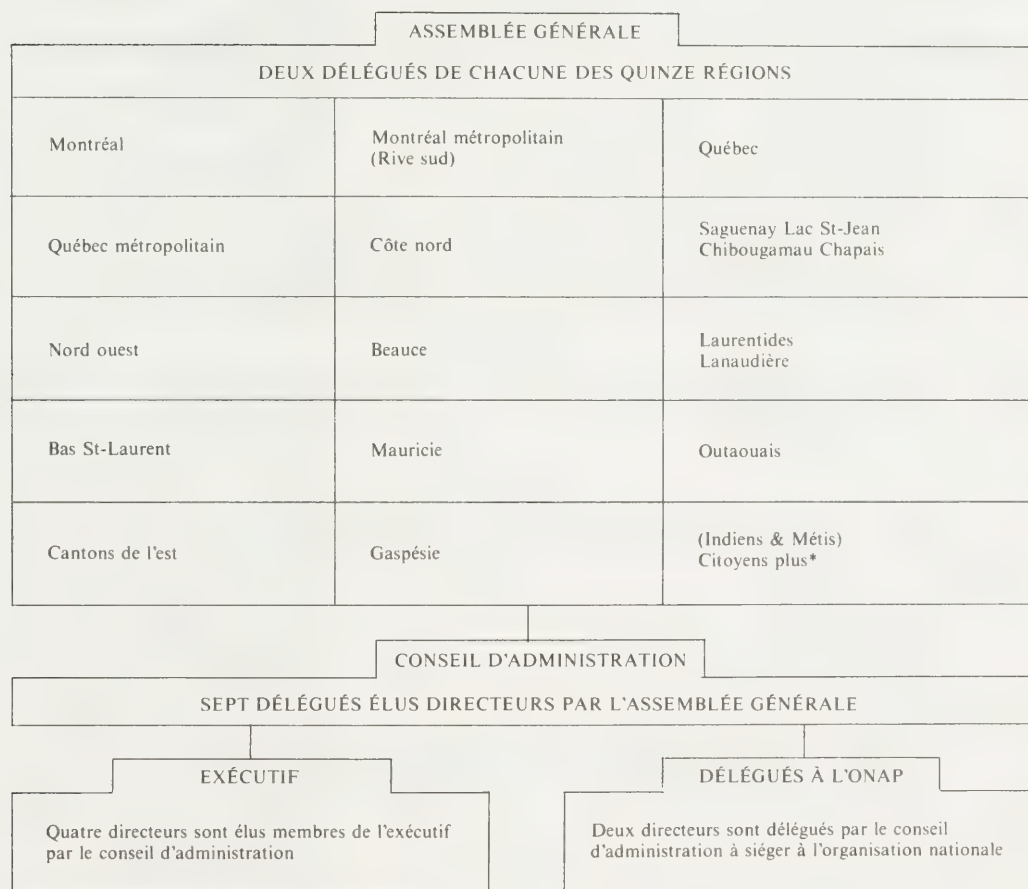 ASSEMBLÉE GÉNÉRALE
DEUX DÉLÉGUÉS DE CHACUNE DES QUINZE RÉGIONS
Montréal
Montréal métropolitain
(Rive sud)
Québec
Québec métropolitain
Côte nord
Saguenay Lac St-Jean
Chibougamau Chapais
Nord ouest
Beauce
Laurentides
Lanaudière
Bas St-Laurent
Mauricie
Outaouais
Cantons de l'est
Gaspésie
(Indiens & Métis)
Citoyens plus*
CONSEIL D'ADMINISTRATION
SEPT DÉLÉGUÉS ÉLUS DIRECTEURS PAR L'ASSEMBLÉE GÉNÉRALE
EXÉCUTIF
Quatre directeurs sont élus membres de l'exécutif
par le conseil d'administration
DÉLÉGUÉS À L'ONAP
Deux directeurs sont délégués par le conseil
d'administration à siéger à l'organisation nationale